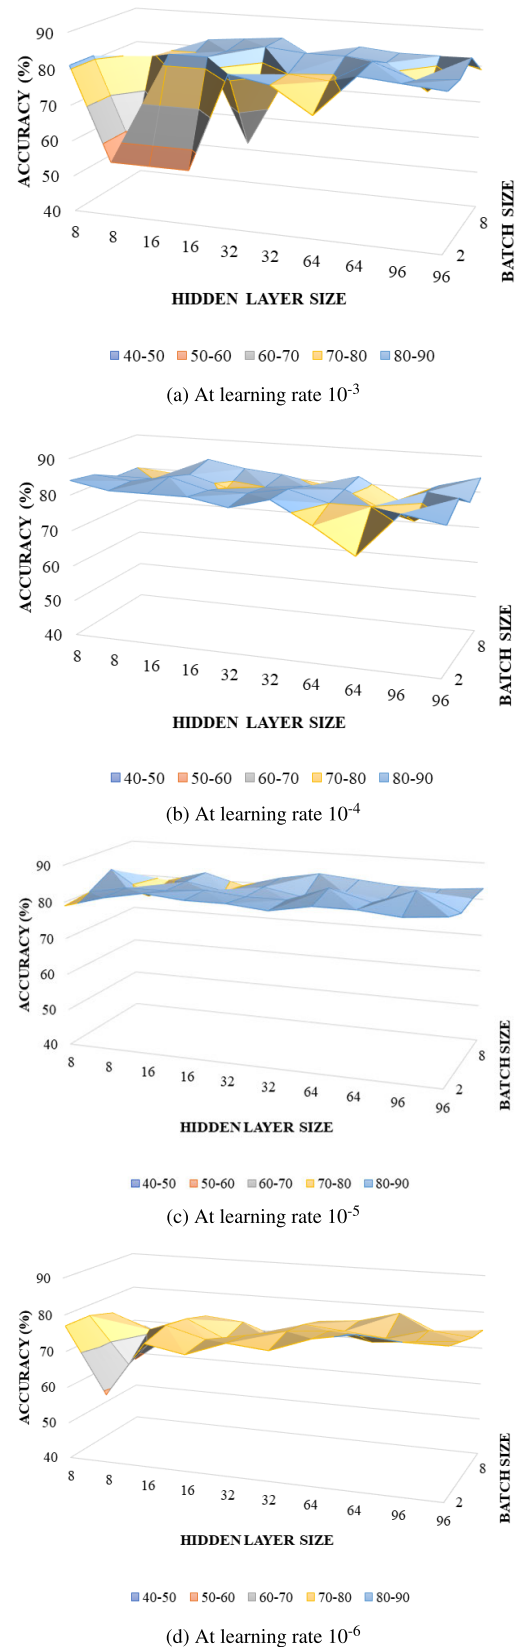 90
80
70
60
50
40
ACCURACY (%)
8 8 16 16 32 32 64 64 96 96
2
8
BATCH SIZE
HIDDEN LAYER SIZE
40-50 50-60 60-70 70-80 80-90
(a) At learning rate 10-3
90
80
70
60
50
40
ACCURACY (%)
8 8 16 16 32 32 64 64 96 96
2
8
BATCH SIZE
HIDDEN LAYER SIZE
40-50 50-60 60-70 70-80 80-90
(b) At learning rate 10-4
90
80
70
60
50
40
ACCURACY (%)
8 8 16 16 32 32 64 64 96 96
2
8
BATCH SIZE
HIDDEN LAYER SIZE
40-50 50-60 60-70 70-80 80-90
(c) At learning rate 10-5
90
80
70
60
50
40
ACCURACY (%)
8 8 16 16 32 32 64 64 96 96
2
8
BATCH SIZE
HIDDEN LAYER SIZE
40-50 50-60 60-70 70-80 80-90
(d) At learning rate 10-6